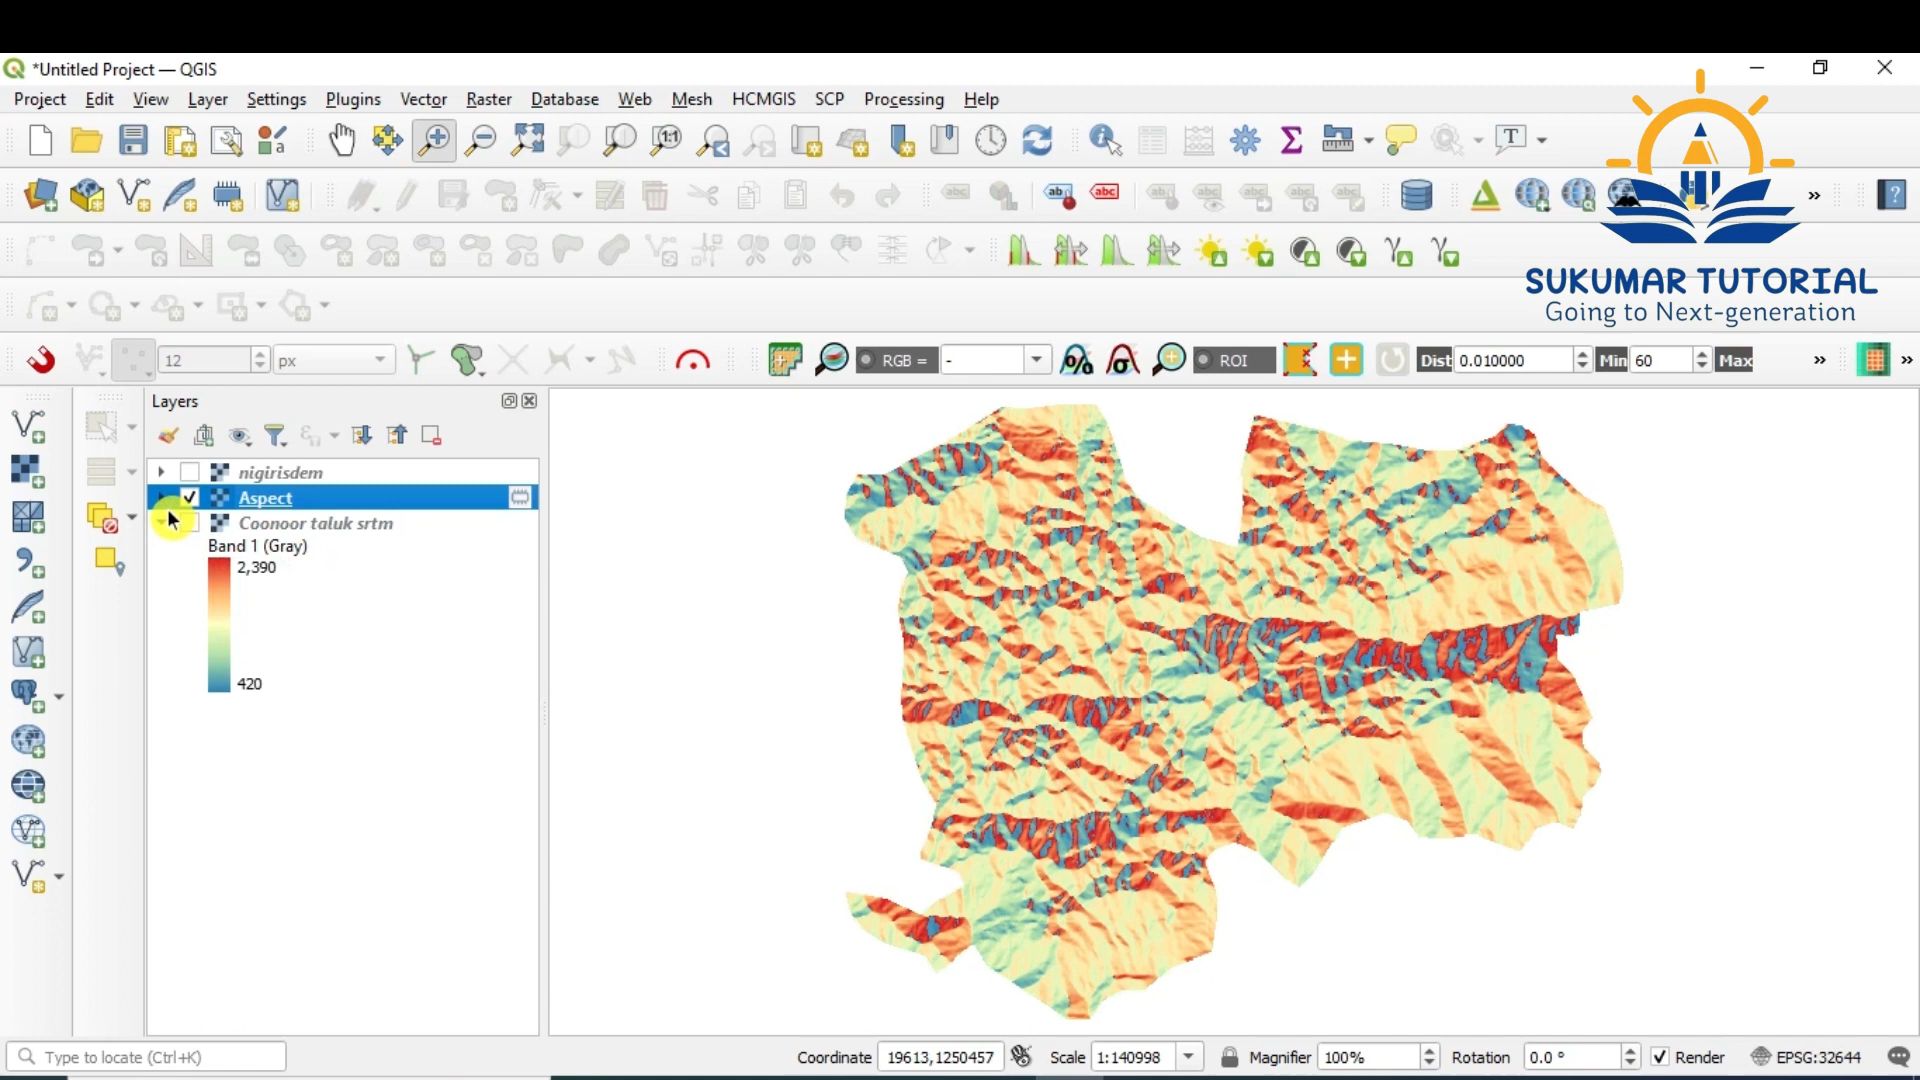 *Untitled Project — QGIS
Project Edit View Layer Settings Plugins Vector Raster Database Web Mesh HCMGIS SCP Processing Help
SUKUMAR TUTORIAL
Going to Next-generation
12 px RGB = - ROI Dist 0.010000 Min 60 Max
Layers
nigirisdem
Aspect
Coonoor taluk srtm
Band 1 (Gray)
2,390
420
Type to locate (Ctrl+K) Coordinate 19613,1250457 Scale 1:140998 Magnifier 100% Rotation 0.0 ° Render EPSG:32644